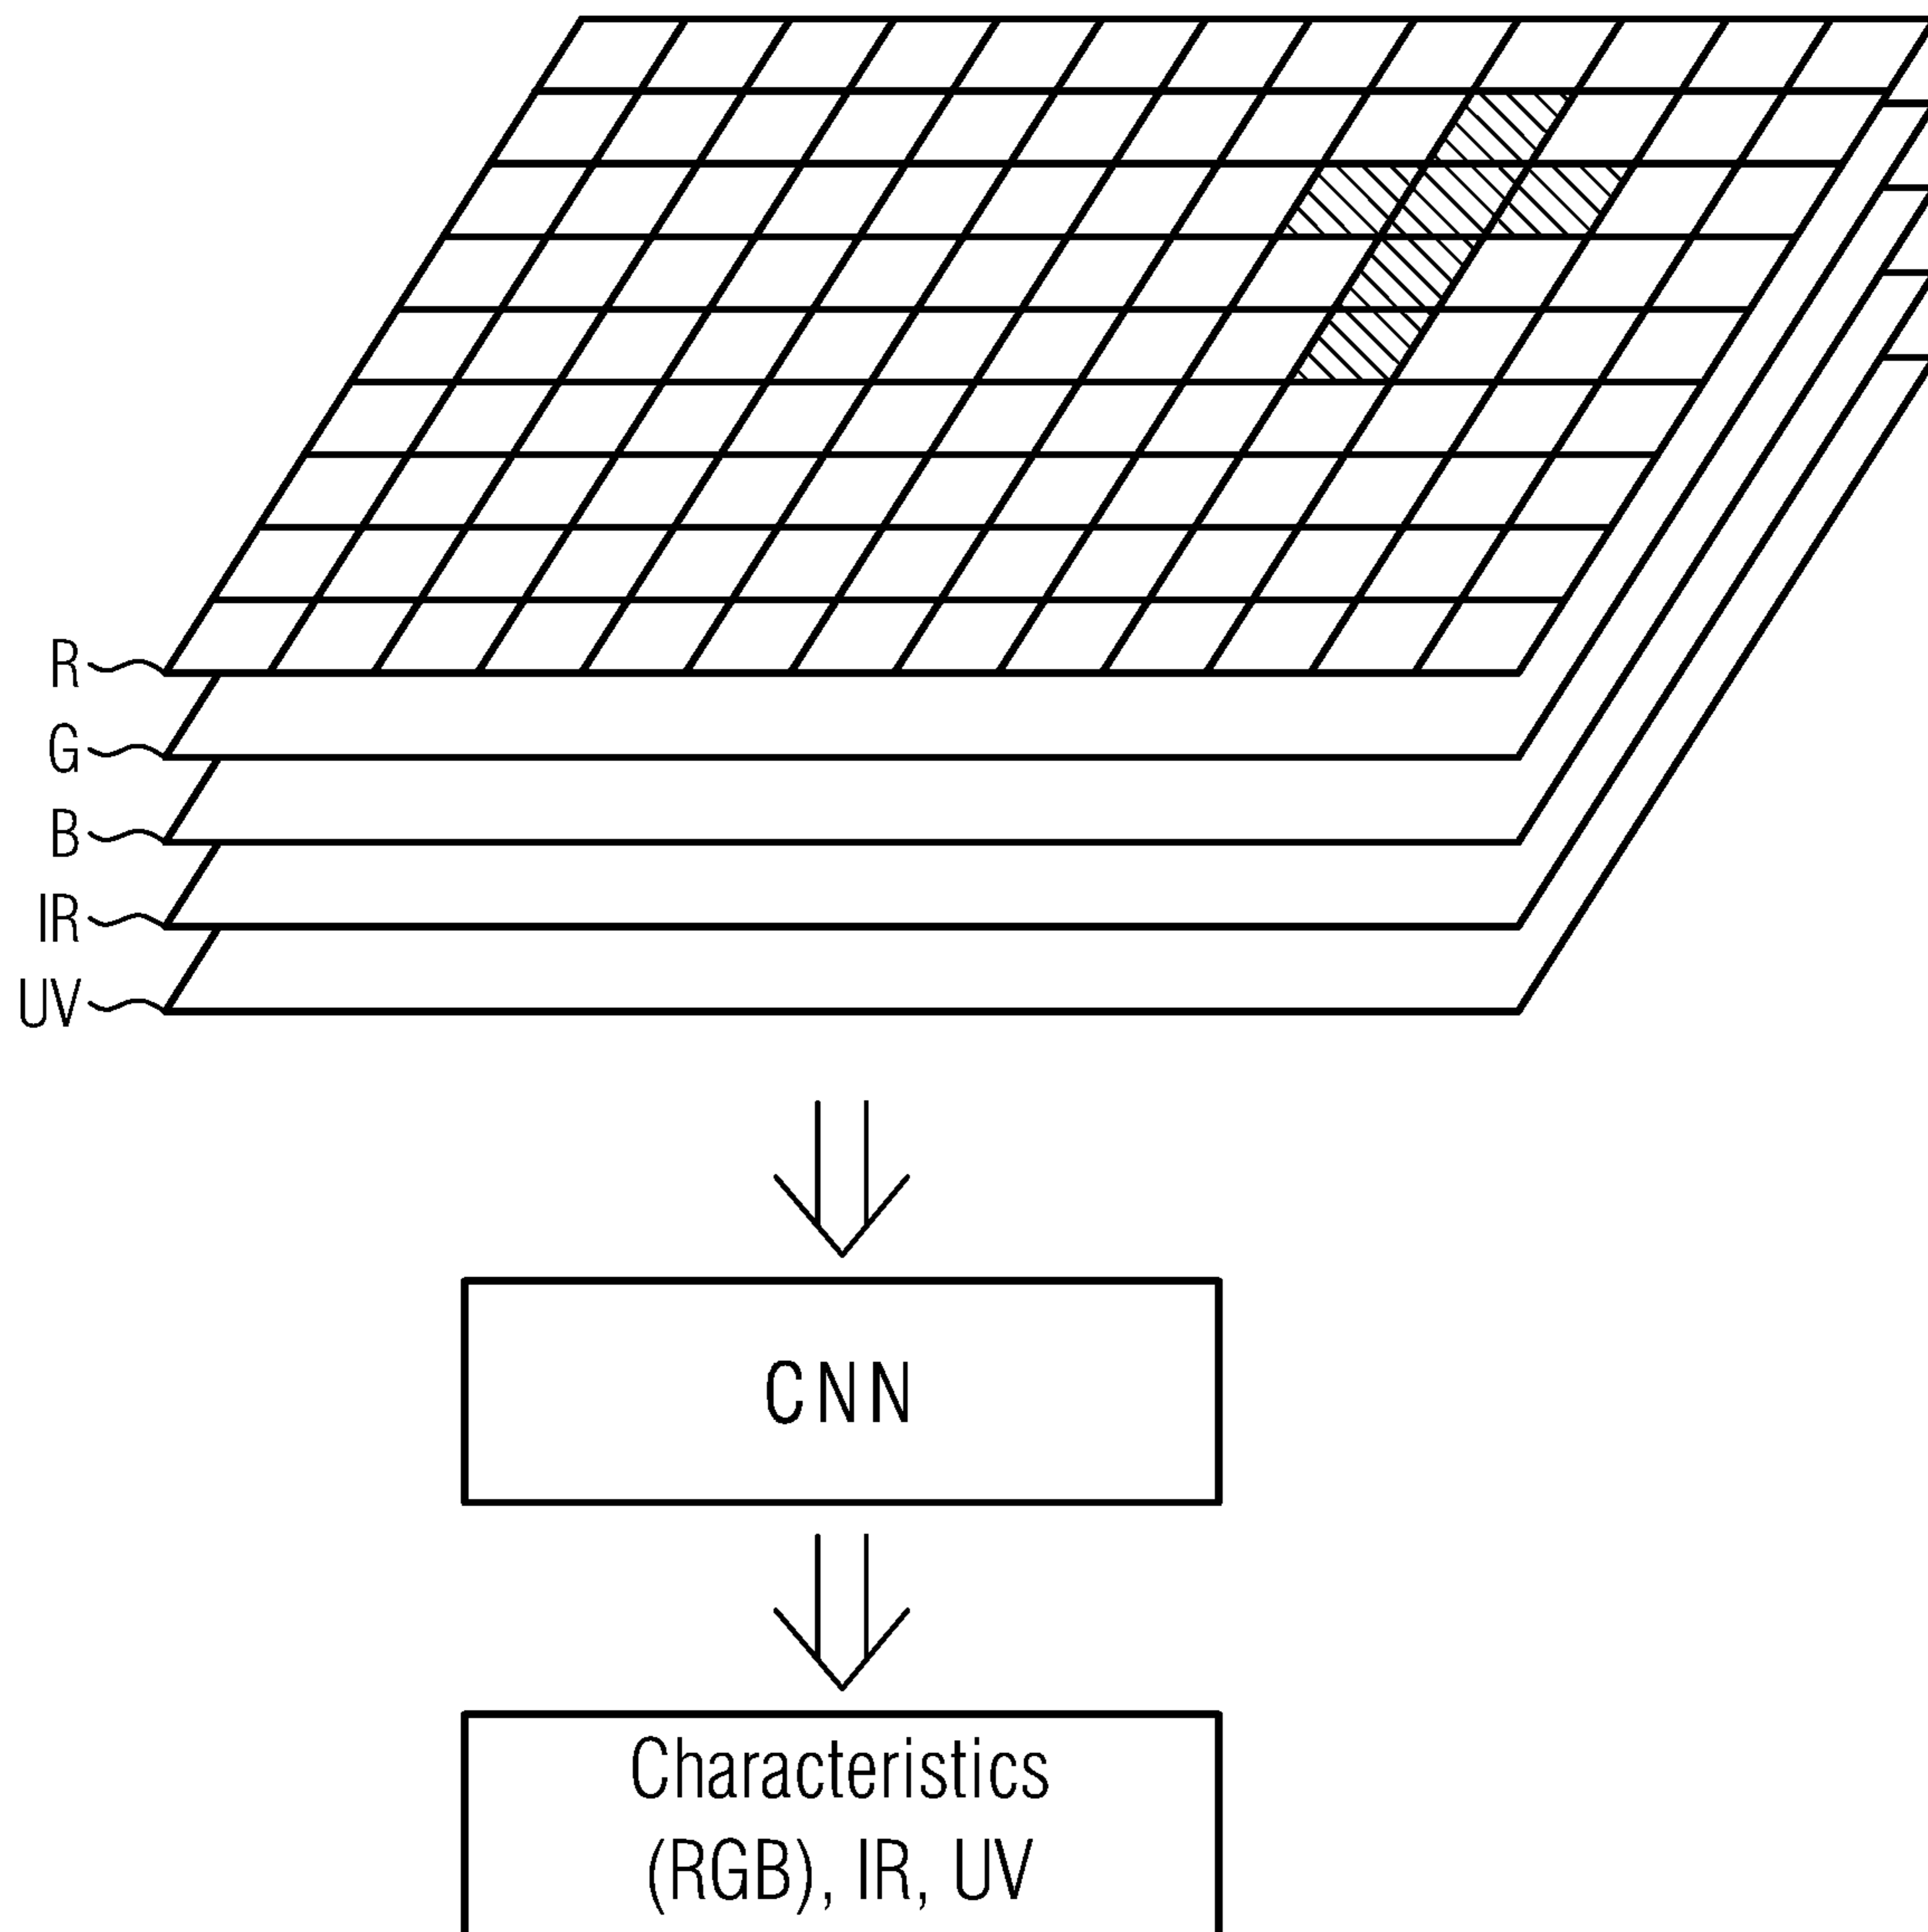 R
G
B
IR
UV
CNN
Characteristics
(RGB), IR, UV